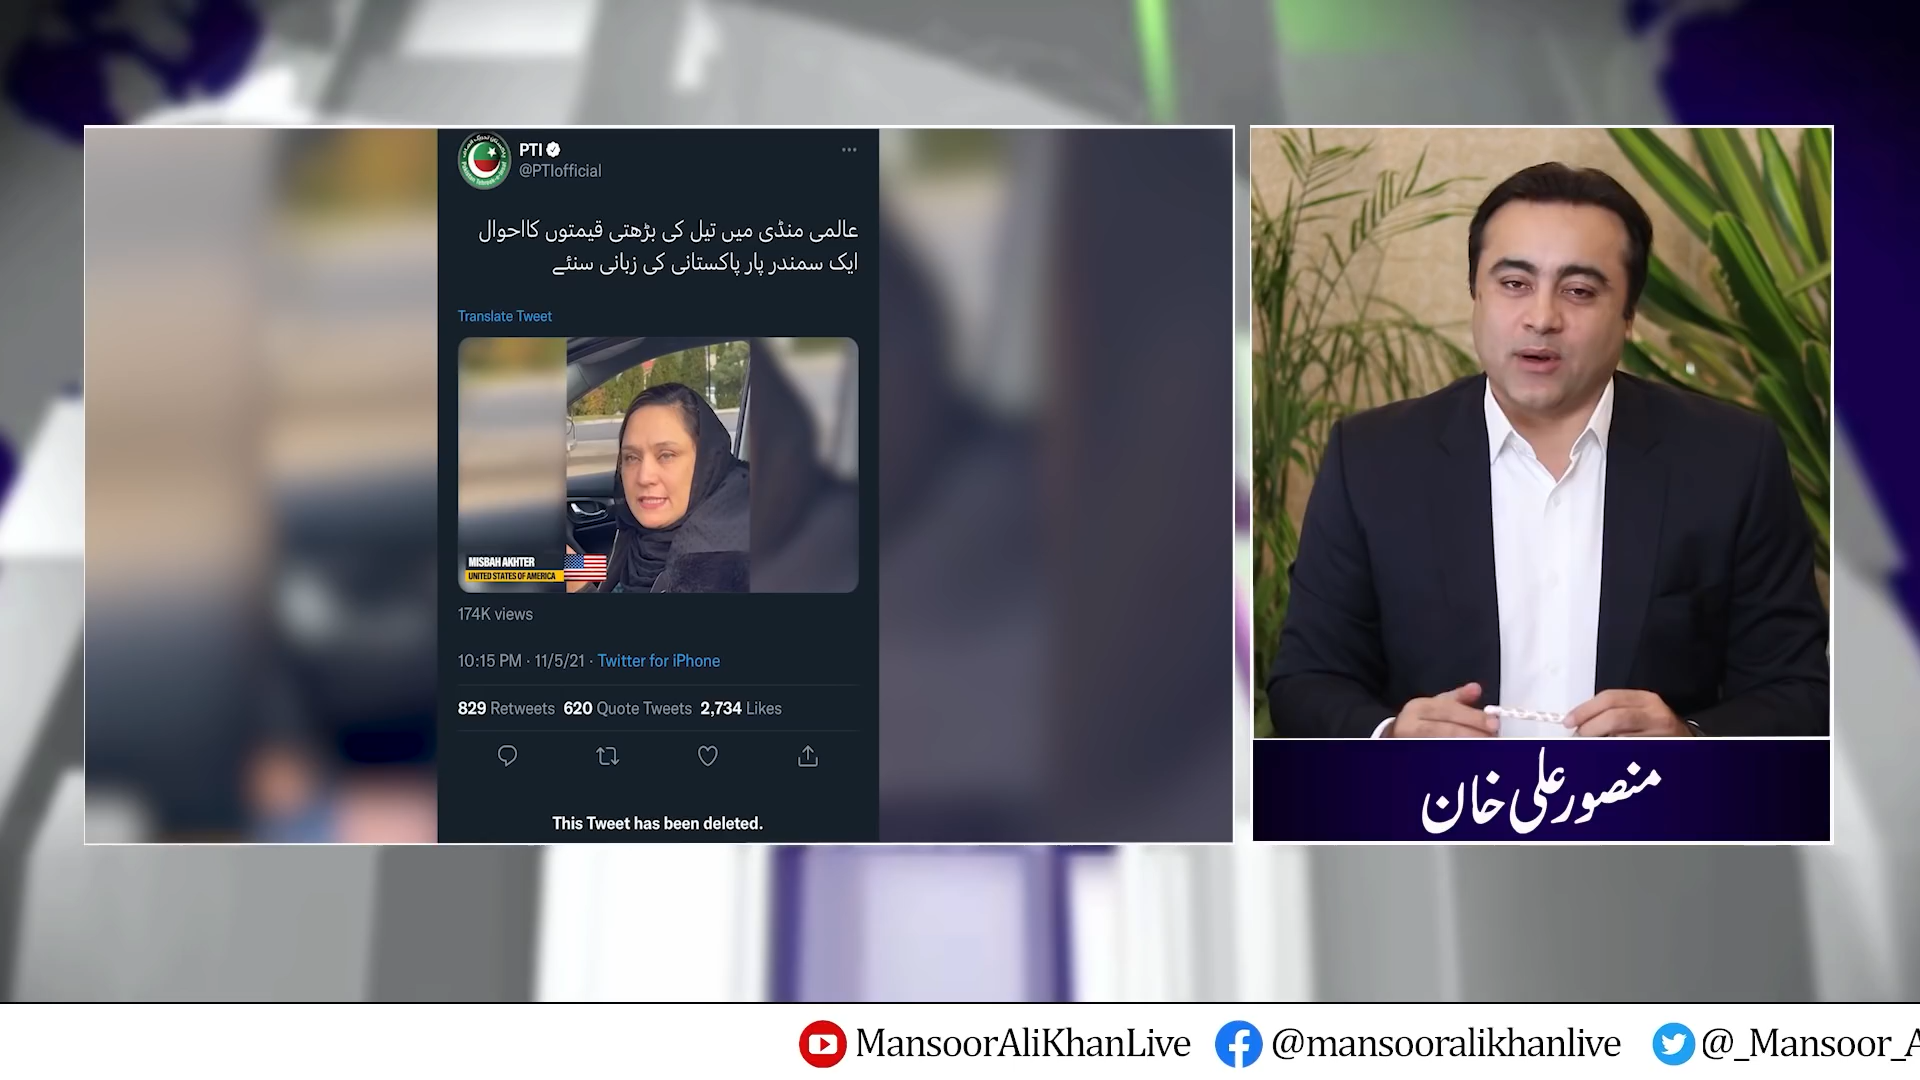 PTI
@PTIofficial
عالمی منڈی میں تیل کی بڑھتی قیمتوں کااحوال
ایک سمندر پار پاکستانی کی زبانی سنئے
Translate Tweet
MISBAH AKHTER
UNITED STATES OF AMERICA
174K views
10:15 PM · 11/5/21 · Twitter for iPhone
829 Retweets 620 Quote Tweets 2,734 Likes
This Tweet has been deleted.
منصور علی خان
MansoorAliKhanLive @mansooralikhanlive @_Mansoor_A